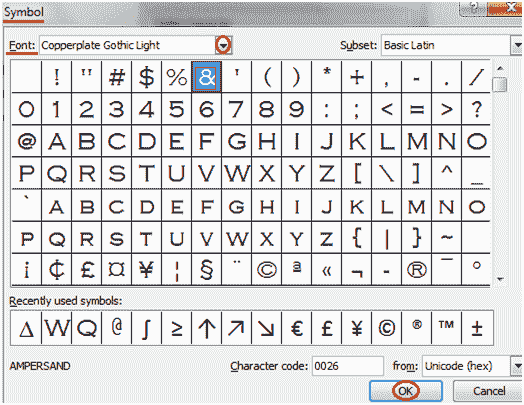 Symbol
Font: Copperplate Gothic Light Subset: Basic Latin
! " # $ % & ' ( ) * + , - . /
0 1 2 3 4 5 6 7 8 9 : ; < = > ?
@ A B C D E F G H I J K L M N O
P Q R S T U V W X Y Z [ \ ] ^ _
` A B C D E F G H I J K L M N O
P Q R S T U V W X Y Z { | } ~
¡ ¢ £ ¤ ¥ ¦ § ¨ © ª « ¬ - ® ¯ °
Recently used symbols:
Δ W Q @ ∫ ≥ ↑ ↗ ↘ € £ ¥ © ® ™ ±
AMPERSAND Character code: 0026 from: Unicode (hex)
OK Cancel